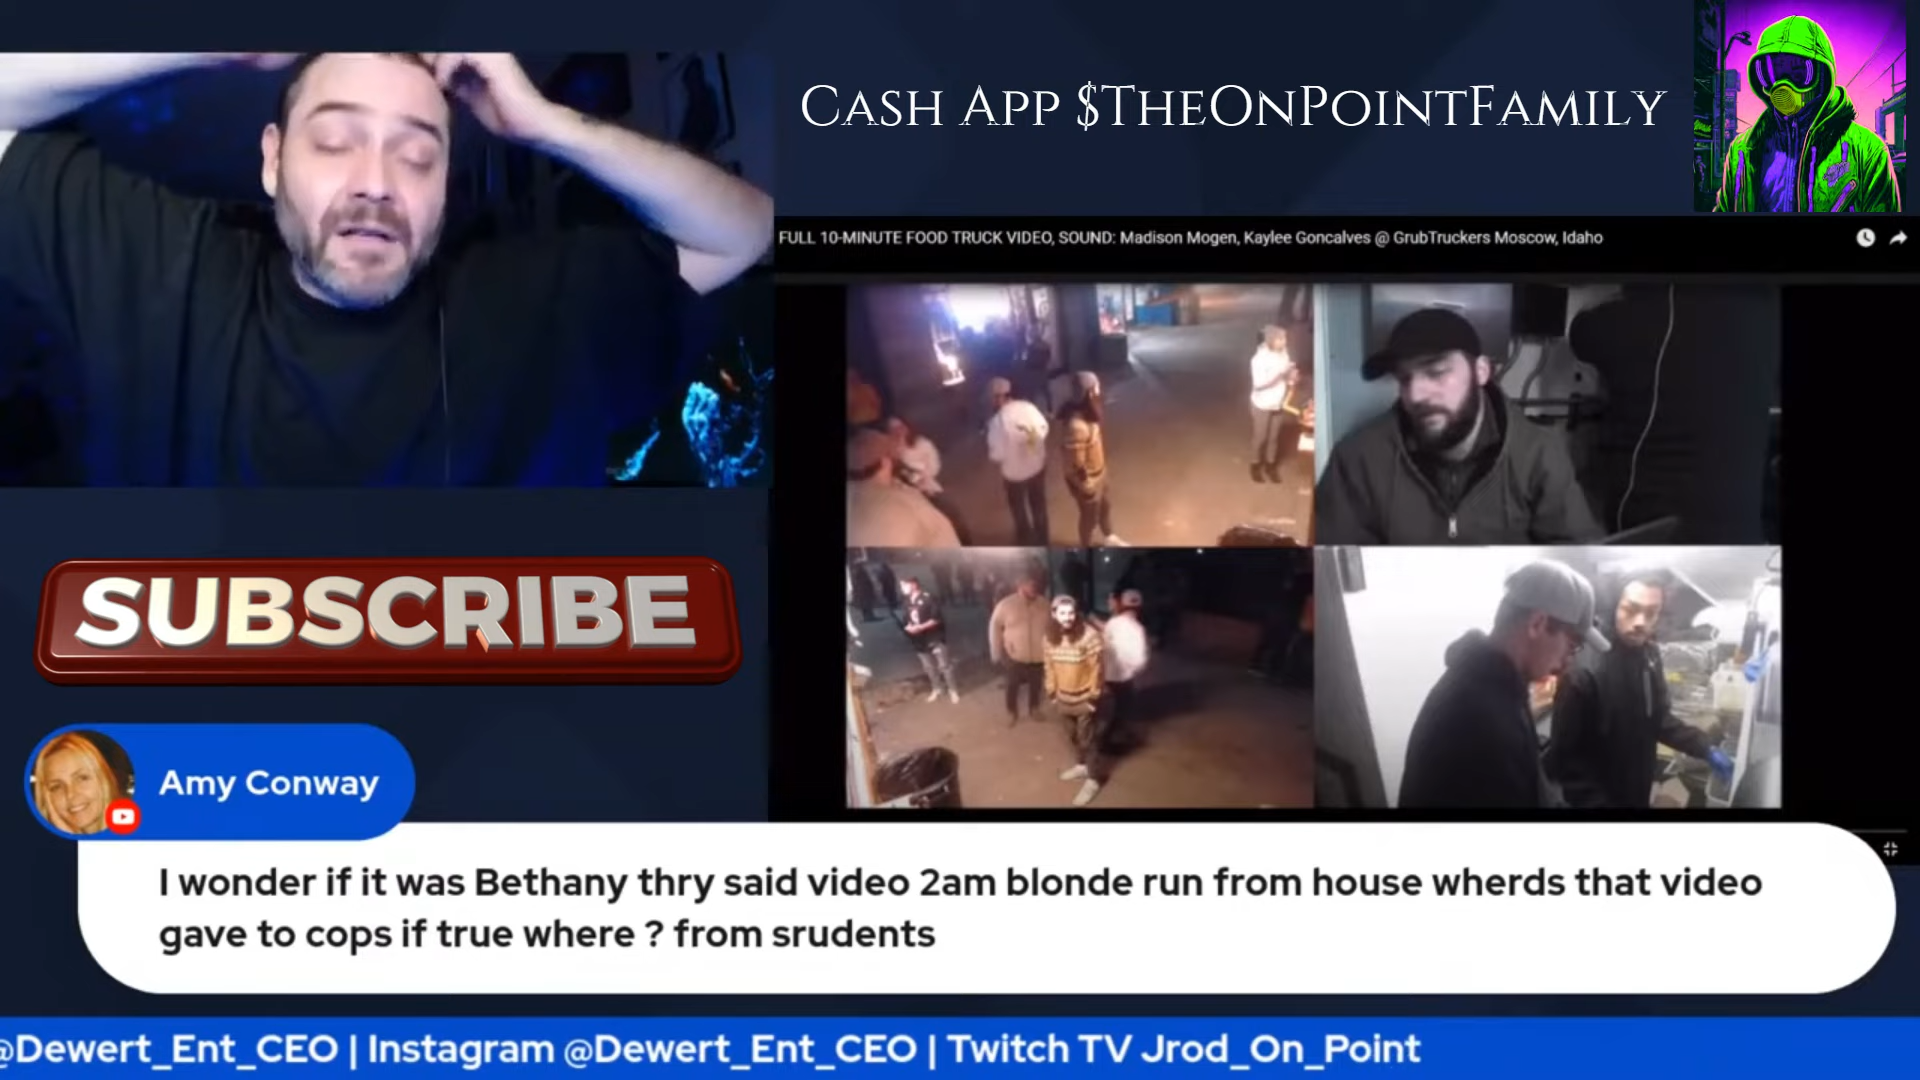 Cash App $TheOnPointFamily
FULL 10-MINUTE FOOD TRUCK VIDEO, SOUND: Madison Mogen, Kaylee Goncalves @ GrubTruckers Moscow, Idaho
SUBSCRIBE
Amy Conway
I wonder if it was Bethany thry said video 2am blonde run from house wherds that video
gave to cops if true where ? from srudents
@Dewert_Ent_CEO | Instagram @Dewert_Ent_CEO | Twitch TV Jrod_On_Point